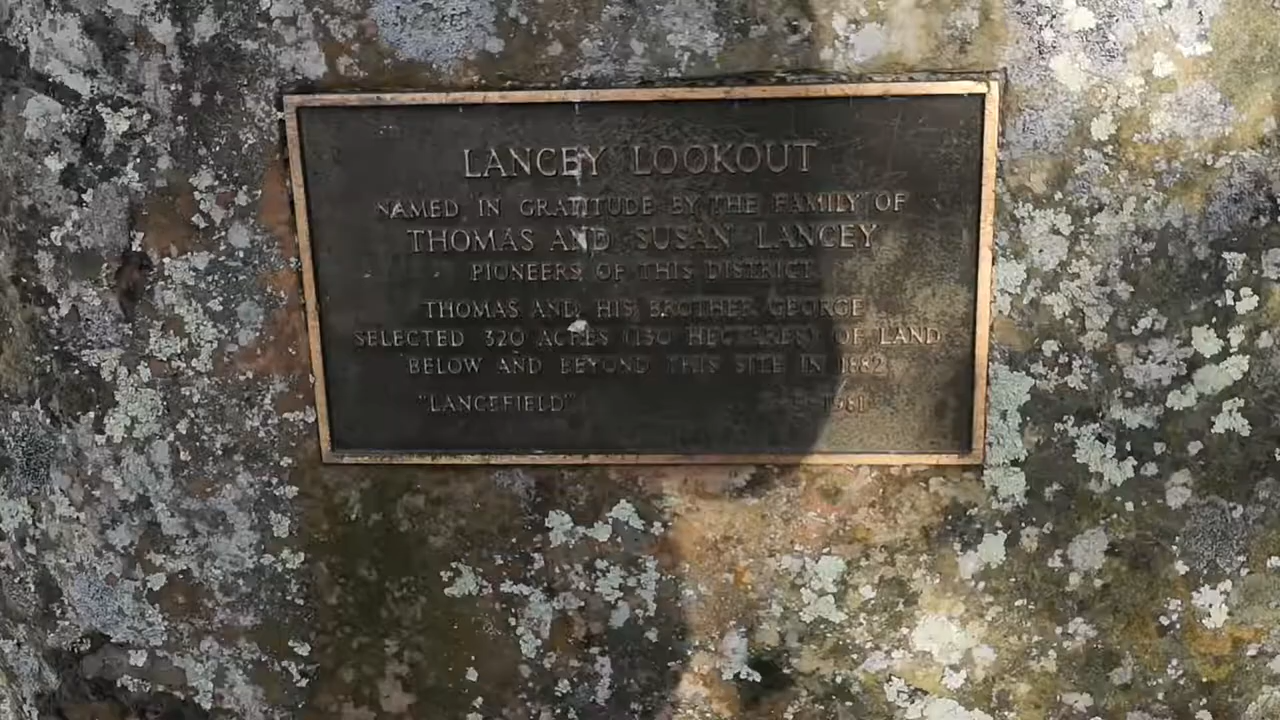 LANCEY LOOKOUT
NAMED IN GRATITUDE BY THE FAMILY OF
THOMAS AND SUSAN LANCEY
PIONEERS OF THIS DISTRICT
THOMAS AND HIS BROTHER GEORGE
SELECTED 320 ACRES (130 HECTARES) OF LAND
BELOW AND BEYOND THIS SITE IN 1882
"LANCEFIELD" 1981